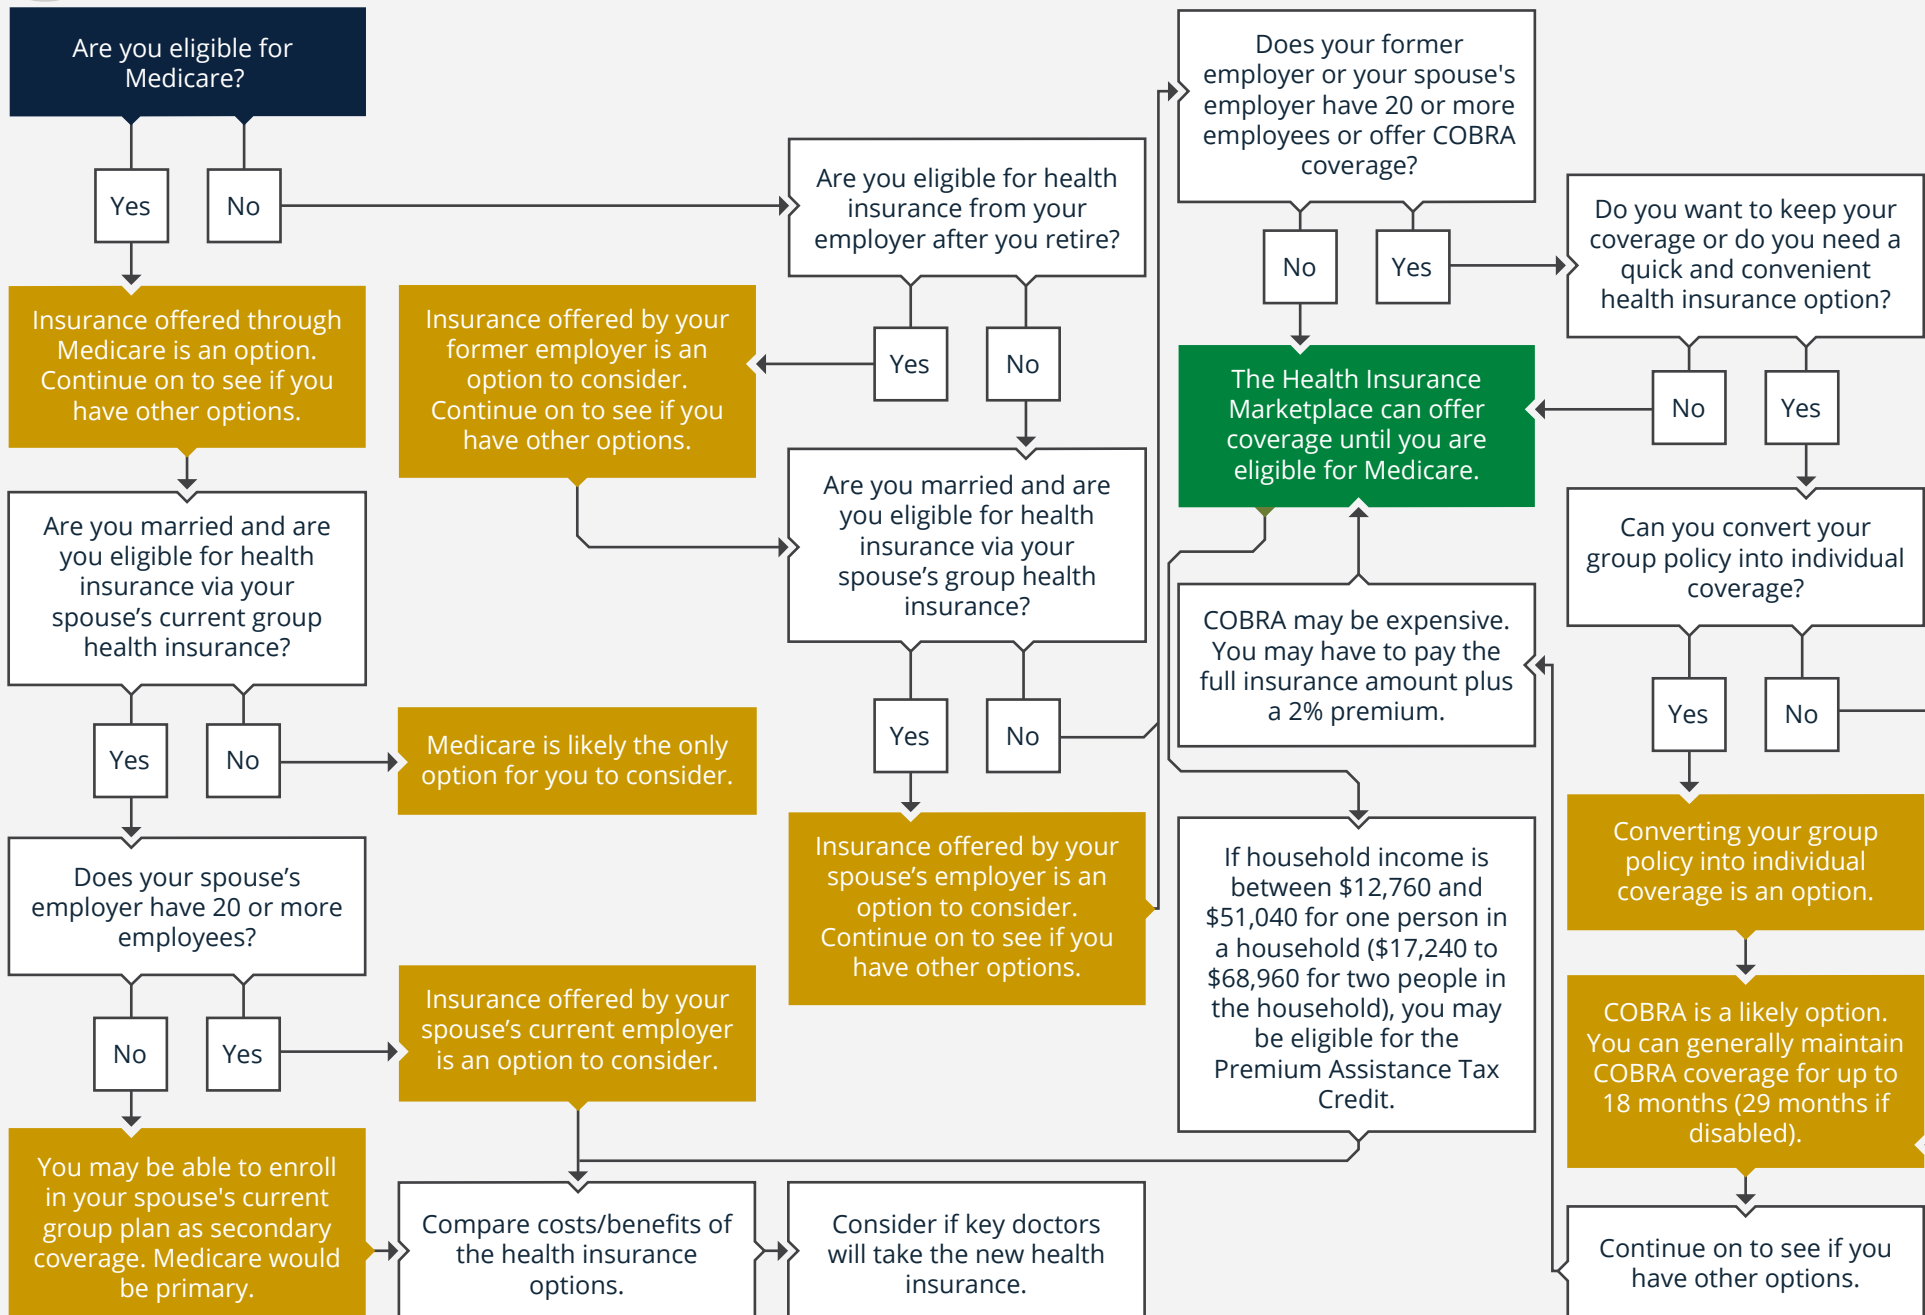 Are you eligible for
Medicare?
Yes
No
Insurance offered through
Medicare is an option.
Continue on to see if you
have other options.
Are you married and are
you eligible for health
insurance via your
spouse’s current group
health insurance?
Yes
No
Medicare is likely the only
option for you to consider.
Does your spouse’s
employer have 20 or more
employees?
No
Yes
Insurance offered by your
spouse’s current employer
is an option to consider.
You may be able to enroll
in your spouse's current
group plan as secondary
coverage. Medicare would
be primary.
Compare costs/benefits of
the health insurance
options.
Consider if key doctors
will take the new health
insurance.
Are you eligible for health
insurance from your
employer after you retire?
Yes
No
Insurance offered by your
former employer is an
option to consider.
Continue on to see if you
have other options.
Are you married and are
you eligible for health
insurance via your
spouse’s group health
insurance?
Yes
No
Insurance offered by your
spouse’s employer is an
option to consider.
Continue on to see if you
have other options.
Does your former
employer or your spouse's
employer have 20 or more
employees or offer COBRA
coverage?
No
Yes
The Health Insurance
Marketplace can offer
coverage until you are
eligible for Medicare.
COBRA may be expensive.
You may have to pay the
full insurance amount plus
a 2% premium.
If household income is
between $12,760 and
$51,040 for one person in
a household ($17,240 to
$68,960 for two people in
the household), you may
be eligible for the
Premium Assistance Tax
Credit.
Do you want to keep your
coverage or do you need a
quick and convenient
health insurance option?
No
Yes
Can you convert your
group policy into individual
coverage?
Yes
No
Converting your group
policy into individual
coverage is an option.
COBRA is a likely option.
You can generally maintain
COBRA coverage for up to
18 months (29 months if
disabled).
Continue on to see if you
have other options.